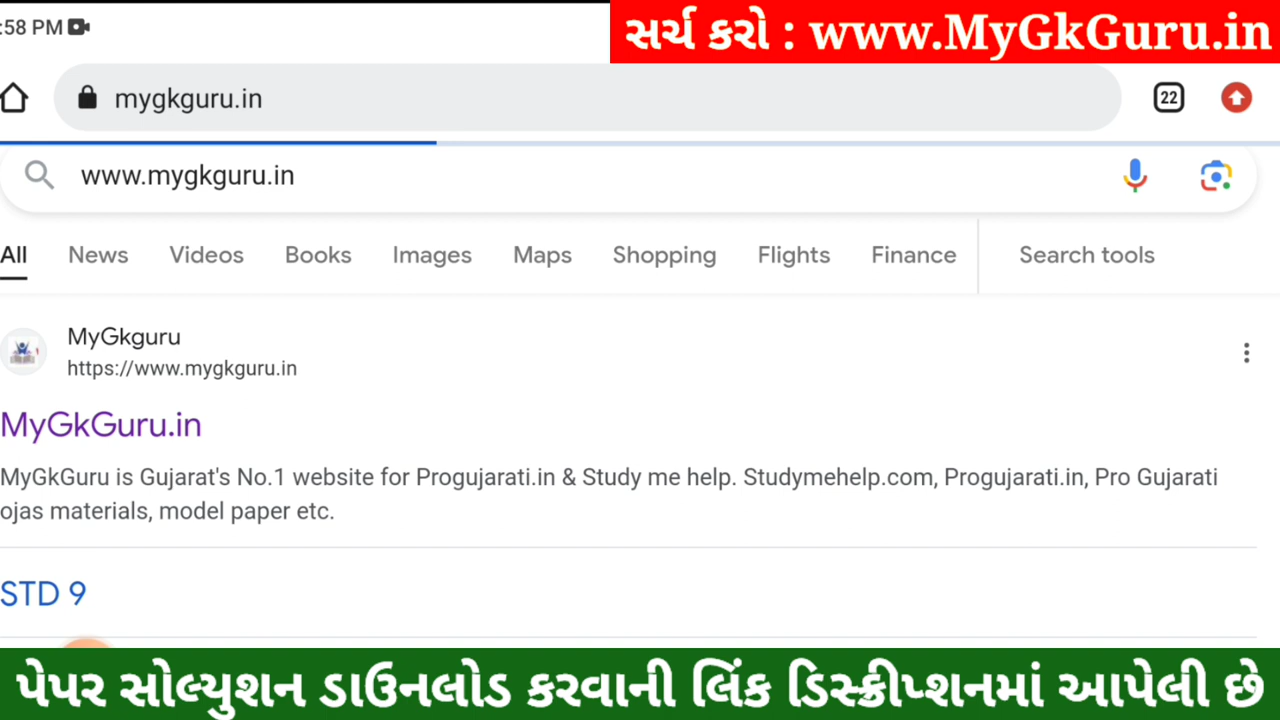 :58 PM
સર્ચ કરો : www.MyGkGuru.in
mygkguru.in
22
www.mygkguru.in
All News Videos Books Images Maps Shopping Flights Finance Search tools
MyGkguru
https://www.mygkguru.in
MyGkGuru.in
MyGkGuru is Gujarat's No.1 website for Progujarati.in & Study me help. Studymehelp.com, Progujarati.in, Pro Gujarati
ojas materials, model paper etc.
STD 9
પેપર સોલ્યુશન ડાઉનલોડ કરવાની લિંક ડિસ્ક્રીપ્શનમાં આપેલી છે